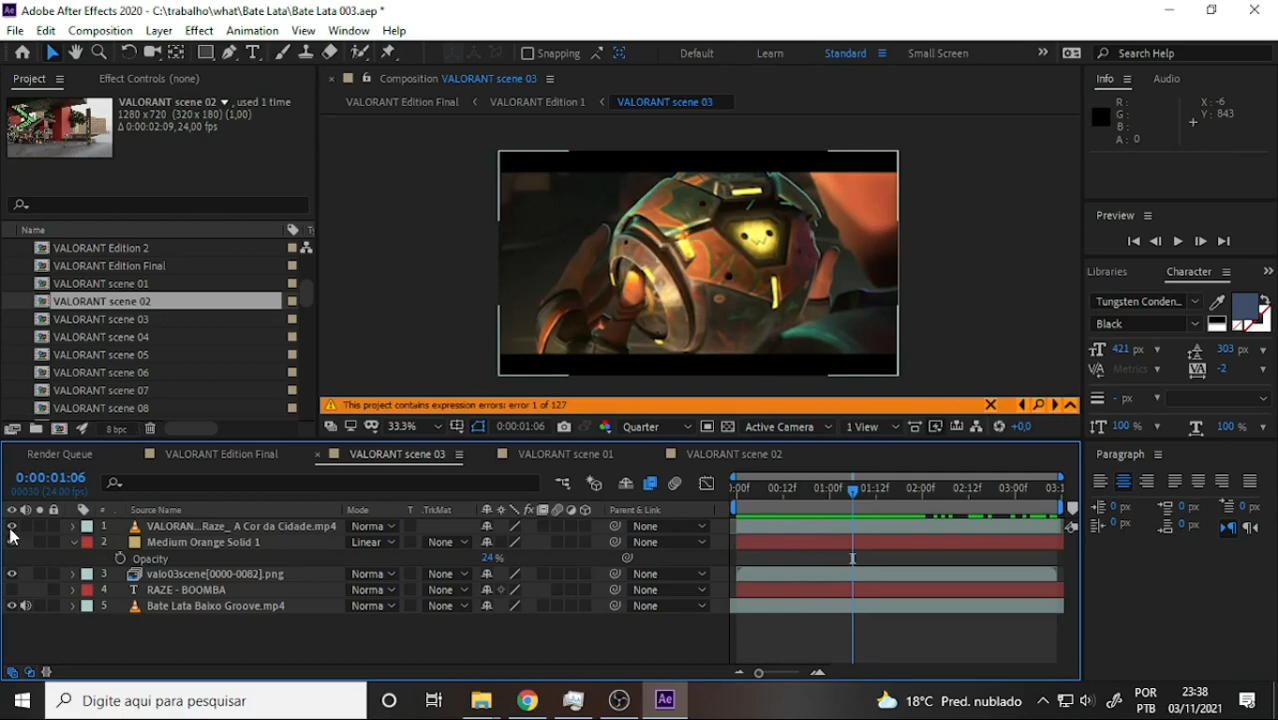 Adobe After Effects 2020 - C:\trabalho\what\Bate Lata\Bate Lata 003.aep *
File Edit Composition Layer Effect Animation View Window Help
Snapping Default Learn Standard Small Screen Search Help
Project Effect Controls (none) Composition VALORANT scene 03 Info Audio
VALORANT scene 02 , used 1 time
1280 x 720 (320 x 180) (1,00)
Δ 0:00:02:09, 24,00 fps
VALORANT Edition Final VALORANT Edition 1 VALORANT scene 03
R : X : -6
G : Y : 843
B :
A : 0
Name
VALORANT Edition 2
VALORANT Edition Final
VALORANT scene 01
VALORANT scene 02
VALORANT scene 03
VALORANT scene 04
VALORANT scene 05
VALORANT scene 06
VALORANT scene 07
VALORANT scene 08
8 bpc
Preview
Libraries Character
Tungsten Conden...
Black
421 px 303 px
Metrics -2
- px
100 % 100 %
This project contains expression errors: error 1 of 127
33.3% 0:00:01:06 Quarter Active Camera 1 View +0,0
Render Queue VALORANT Edition Final VALORANT scene 03 VALORANT scene 01 VALORANT scene 02
Paragraph
0 px 0 px 0 px
0 px 0 px
0:00:01:06
00030 (24.00 fps)
:00f 00:12f 01:00f 01:12f 02:00f 02:12f 03:00f 03:1
# Source Name Mode T .TrkMat Parent & Link
1 VALORAN...Raze_ A Cor da Cidade.mp4 Norma None
2 Medium Orange Solid 1 Linear None None
Opacity 24 %
3 valo03scene[0000-0082].png Norma None None
4 RAZE - BOOMBA Norma None None
5 Bate Lata Baixo Groove.mp4 Norma None None
Digite aqui para pesquisar 18°C Pred. nublado POR 23:38
PTB 03/11/2021